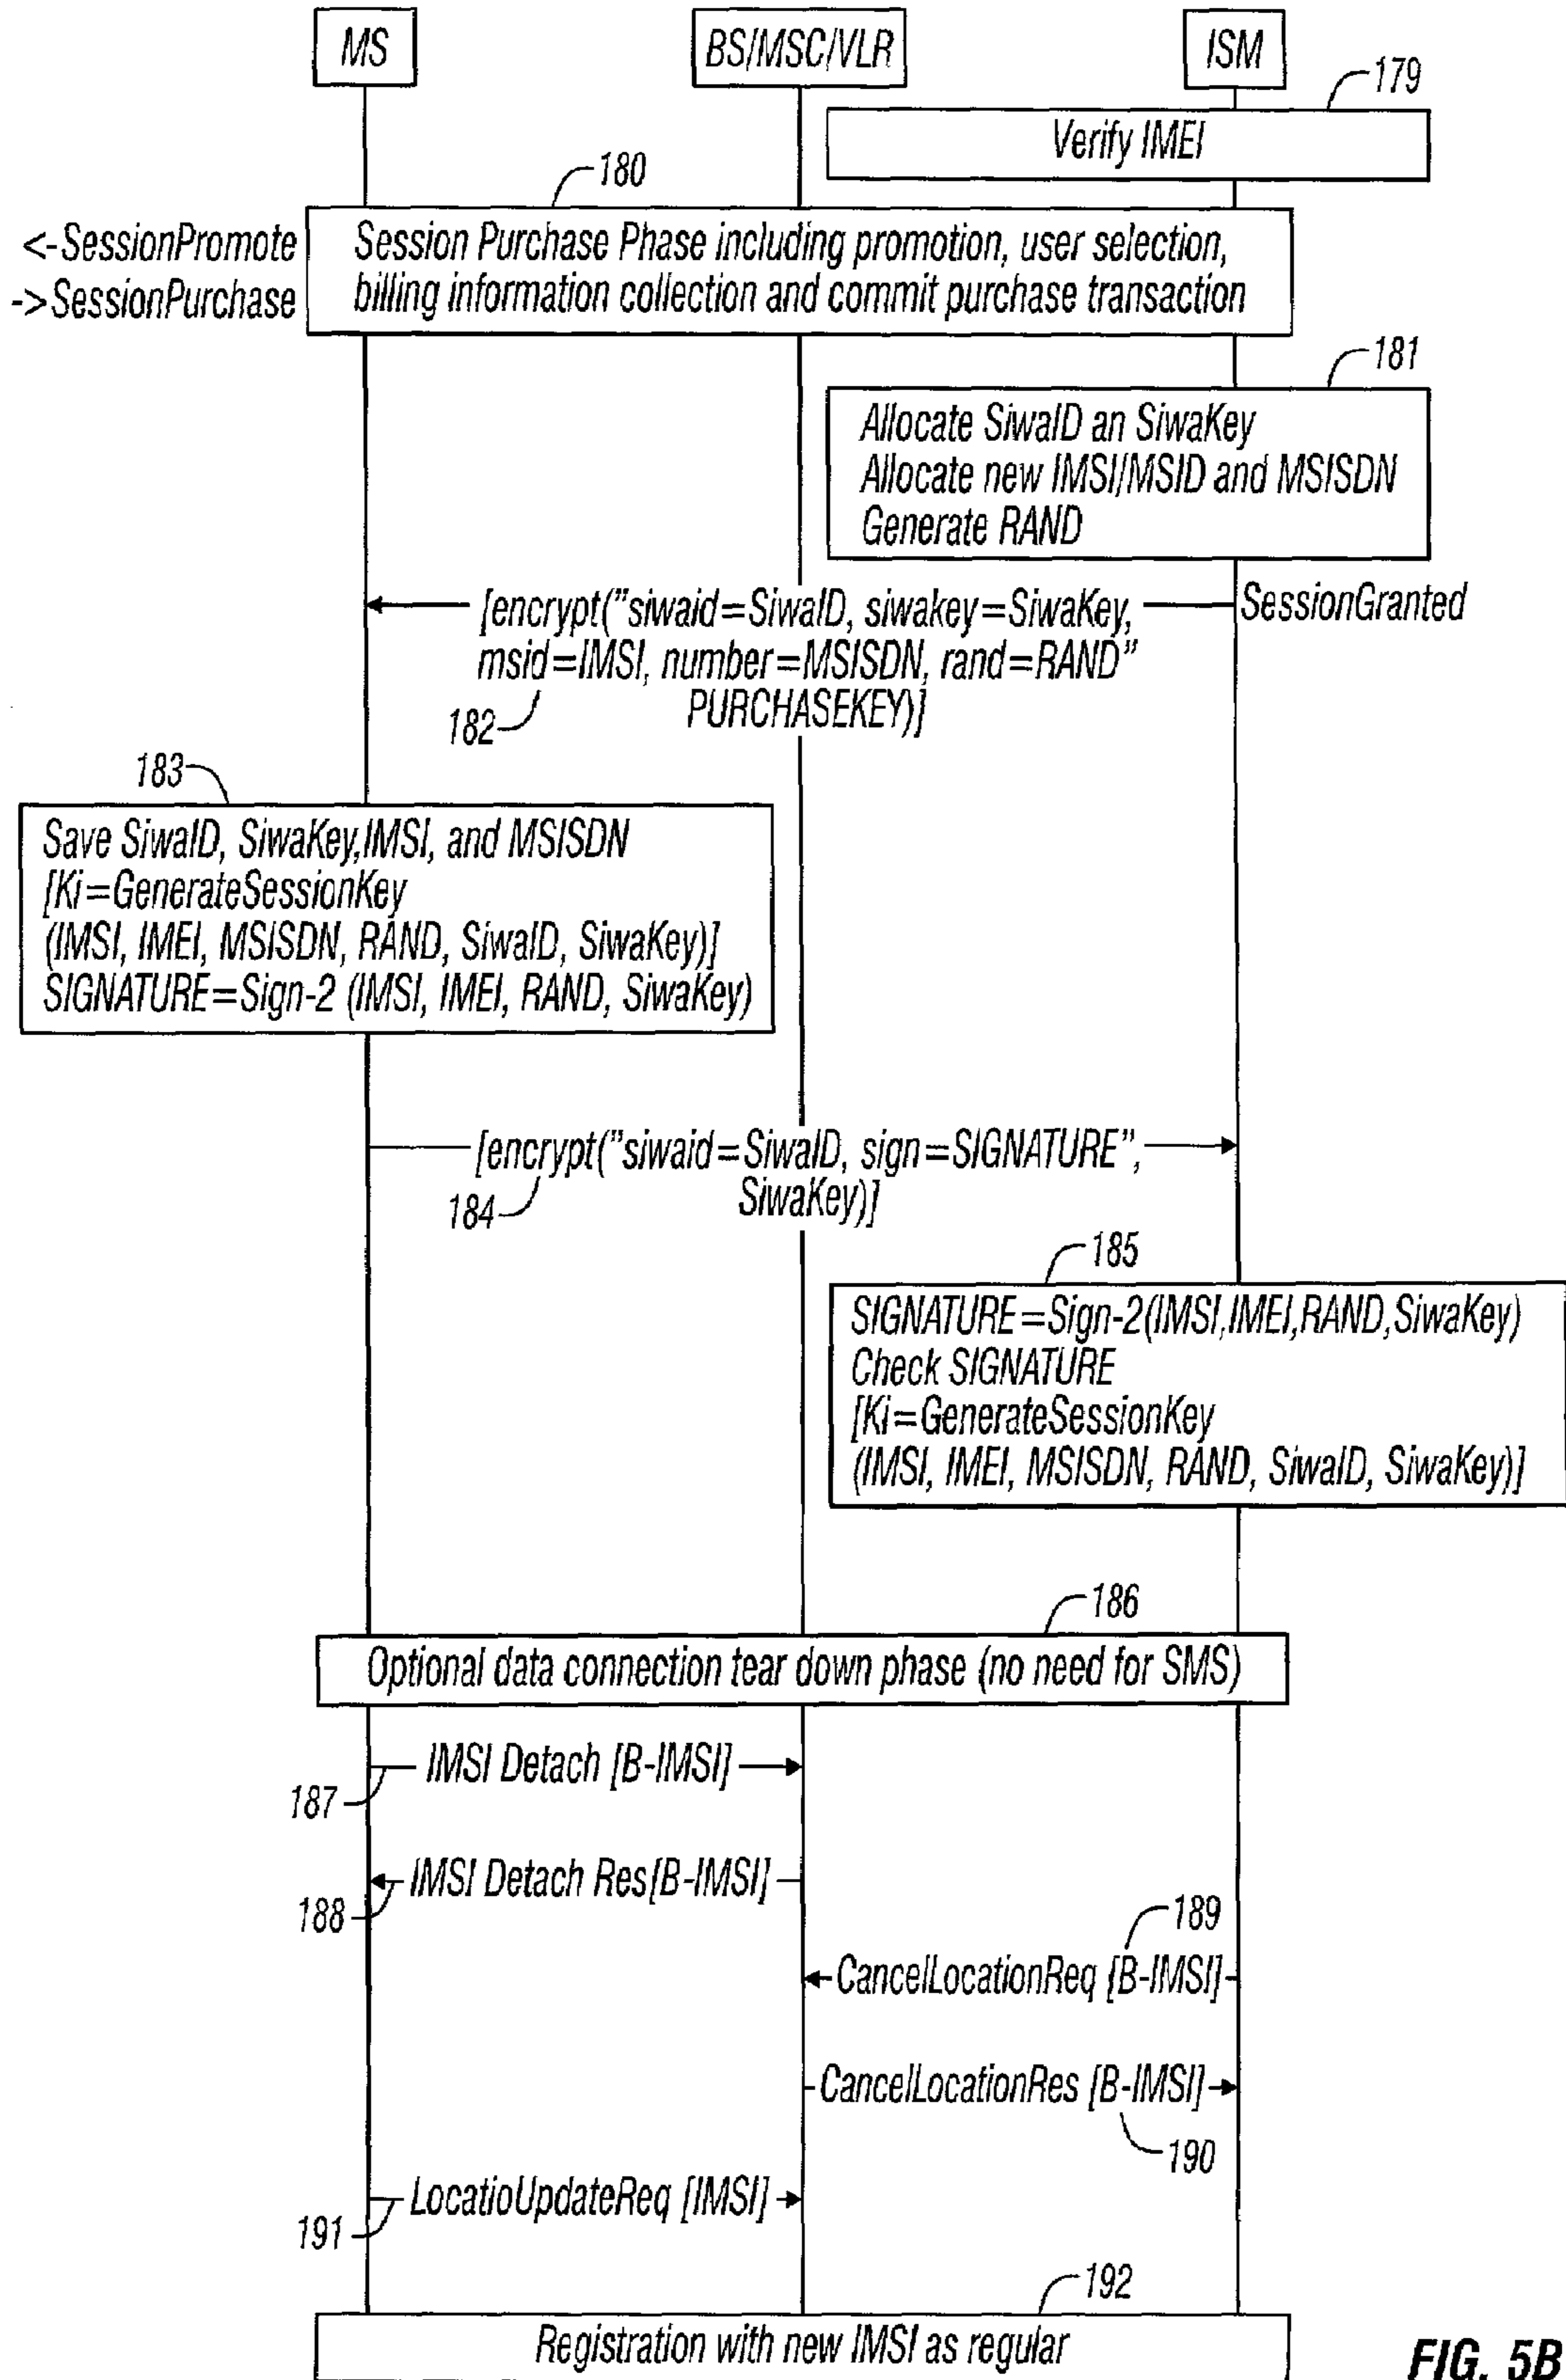 MS
BS/MSC/VLR
ISM
179
Verify IMEI
180
<-SessionPromote
->SessionPurchase
Session Purchase Phase including promotion, user selection,
billing information collection and commit purchase transaction
181
Allocate SiwaID an SiwaKey
Allocate new IMSI/MSID and MSISDN
Generate RAND
[encrypt("siwaid=SiwaID, siwakey=SiwaKey,
msid=IMSI, number=MSISDN, rand=RAND"
PURCHASEKEY)]
SessionGranted
182
183
Save SiwaID, SiwaKey,IMSI, and MSISDN
[Ki=GenerateSessionKey
(IMSI, IMEI, MSISDN, RAND, SiwaID, SiwaKey)]
SIGNATURE=Sign-2 (IMSI, IMEI, RAND, SiwaKey)
[encrypt("siwaid=SiwaID, sign=SIGNATURE",
SiwaKey)]
184
185
SIGNATURE=Sign-2(IMSI,IMEI,RAND,SiwaKey)
Check SIGNATURE
[Ki=GenerateSessionKey
(IMSI, IMEI, MSISDN, RAND, SiwaID, SiwaKey)]
186
Optional data connection tear down phase (no need for SMS)
IMSI Detach [B-IMSI]
187
IMSI Detach Res[B-IMSI]
188
189
CancelLocationReq [B-IMSI]
CancelLocationRes [B-IMSI]
190
LocatioUpdateReq [IMSI]
191
192
Registration with new IMSI as regular
FIG. 5B